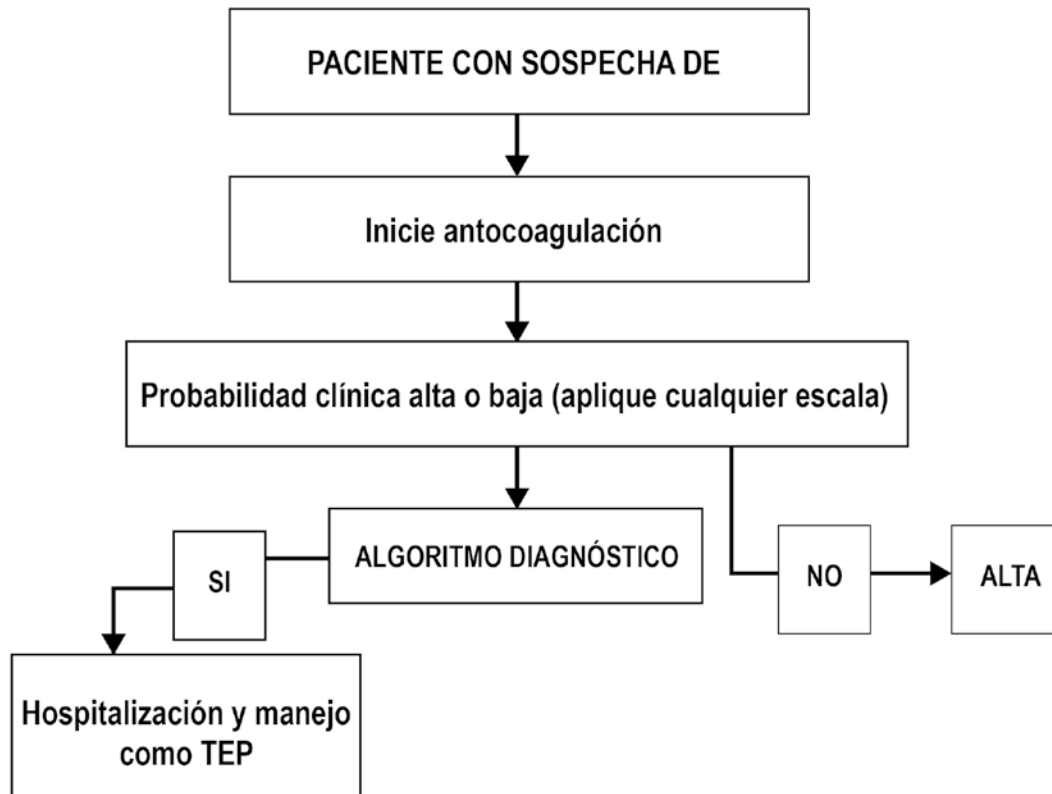 PACIENTE CON SOSPECHA DE
Inicie antocoagulación
Probabilidad clínica alta o baja (aplique cualquier escala)
ALGORITMO DIAGNÓSTICO
SI
NO
ALTA
Hospitalización y manejo
como TEP